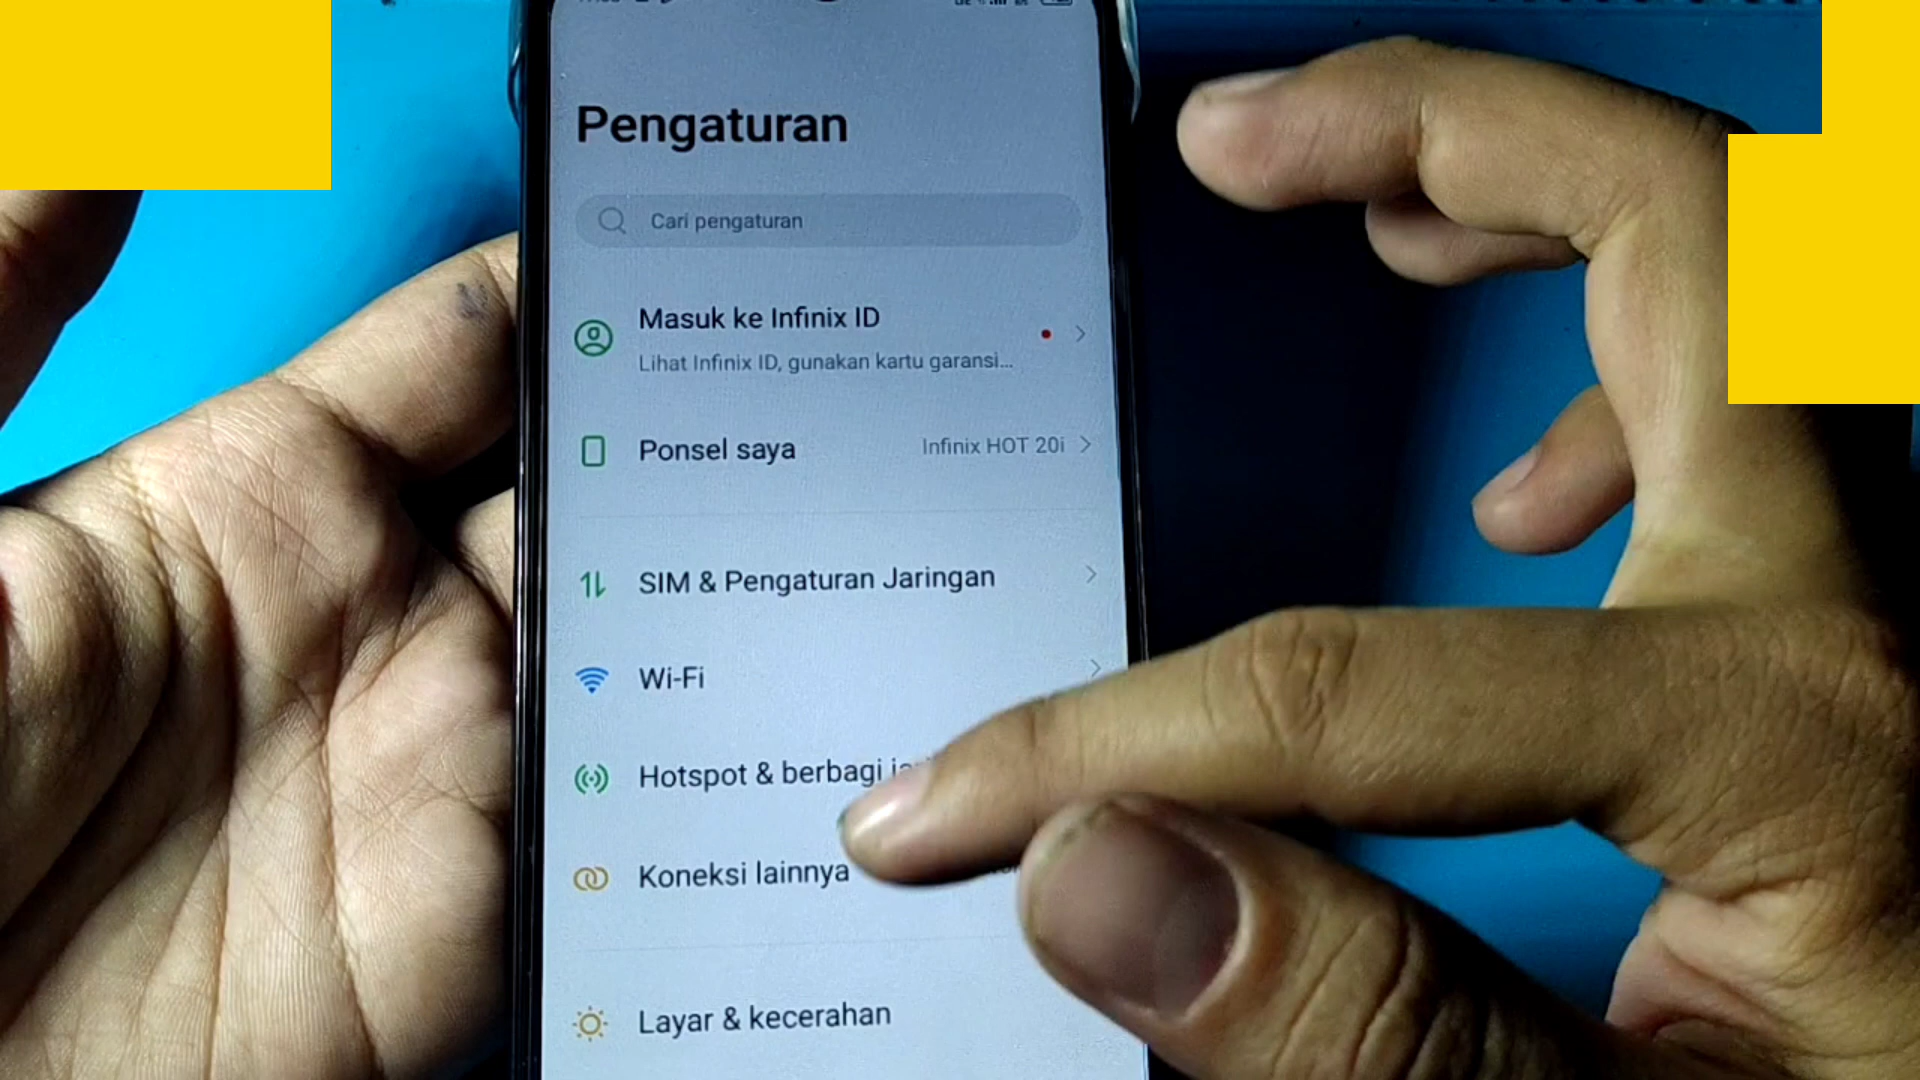 Pengaturan
Cari pengaturan
Masuk ke Infinix ID
Lihat Infinix ID, gunakan kartu garansi...
Ponsel saya
Infinix HOT 20i
SIM & Pengaturan Jaringan
Wi-Fi
Hotspot & berbagi
Koneksi lainnya
Layar & kecerahan